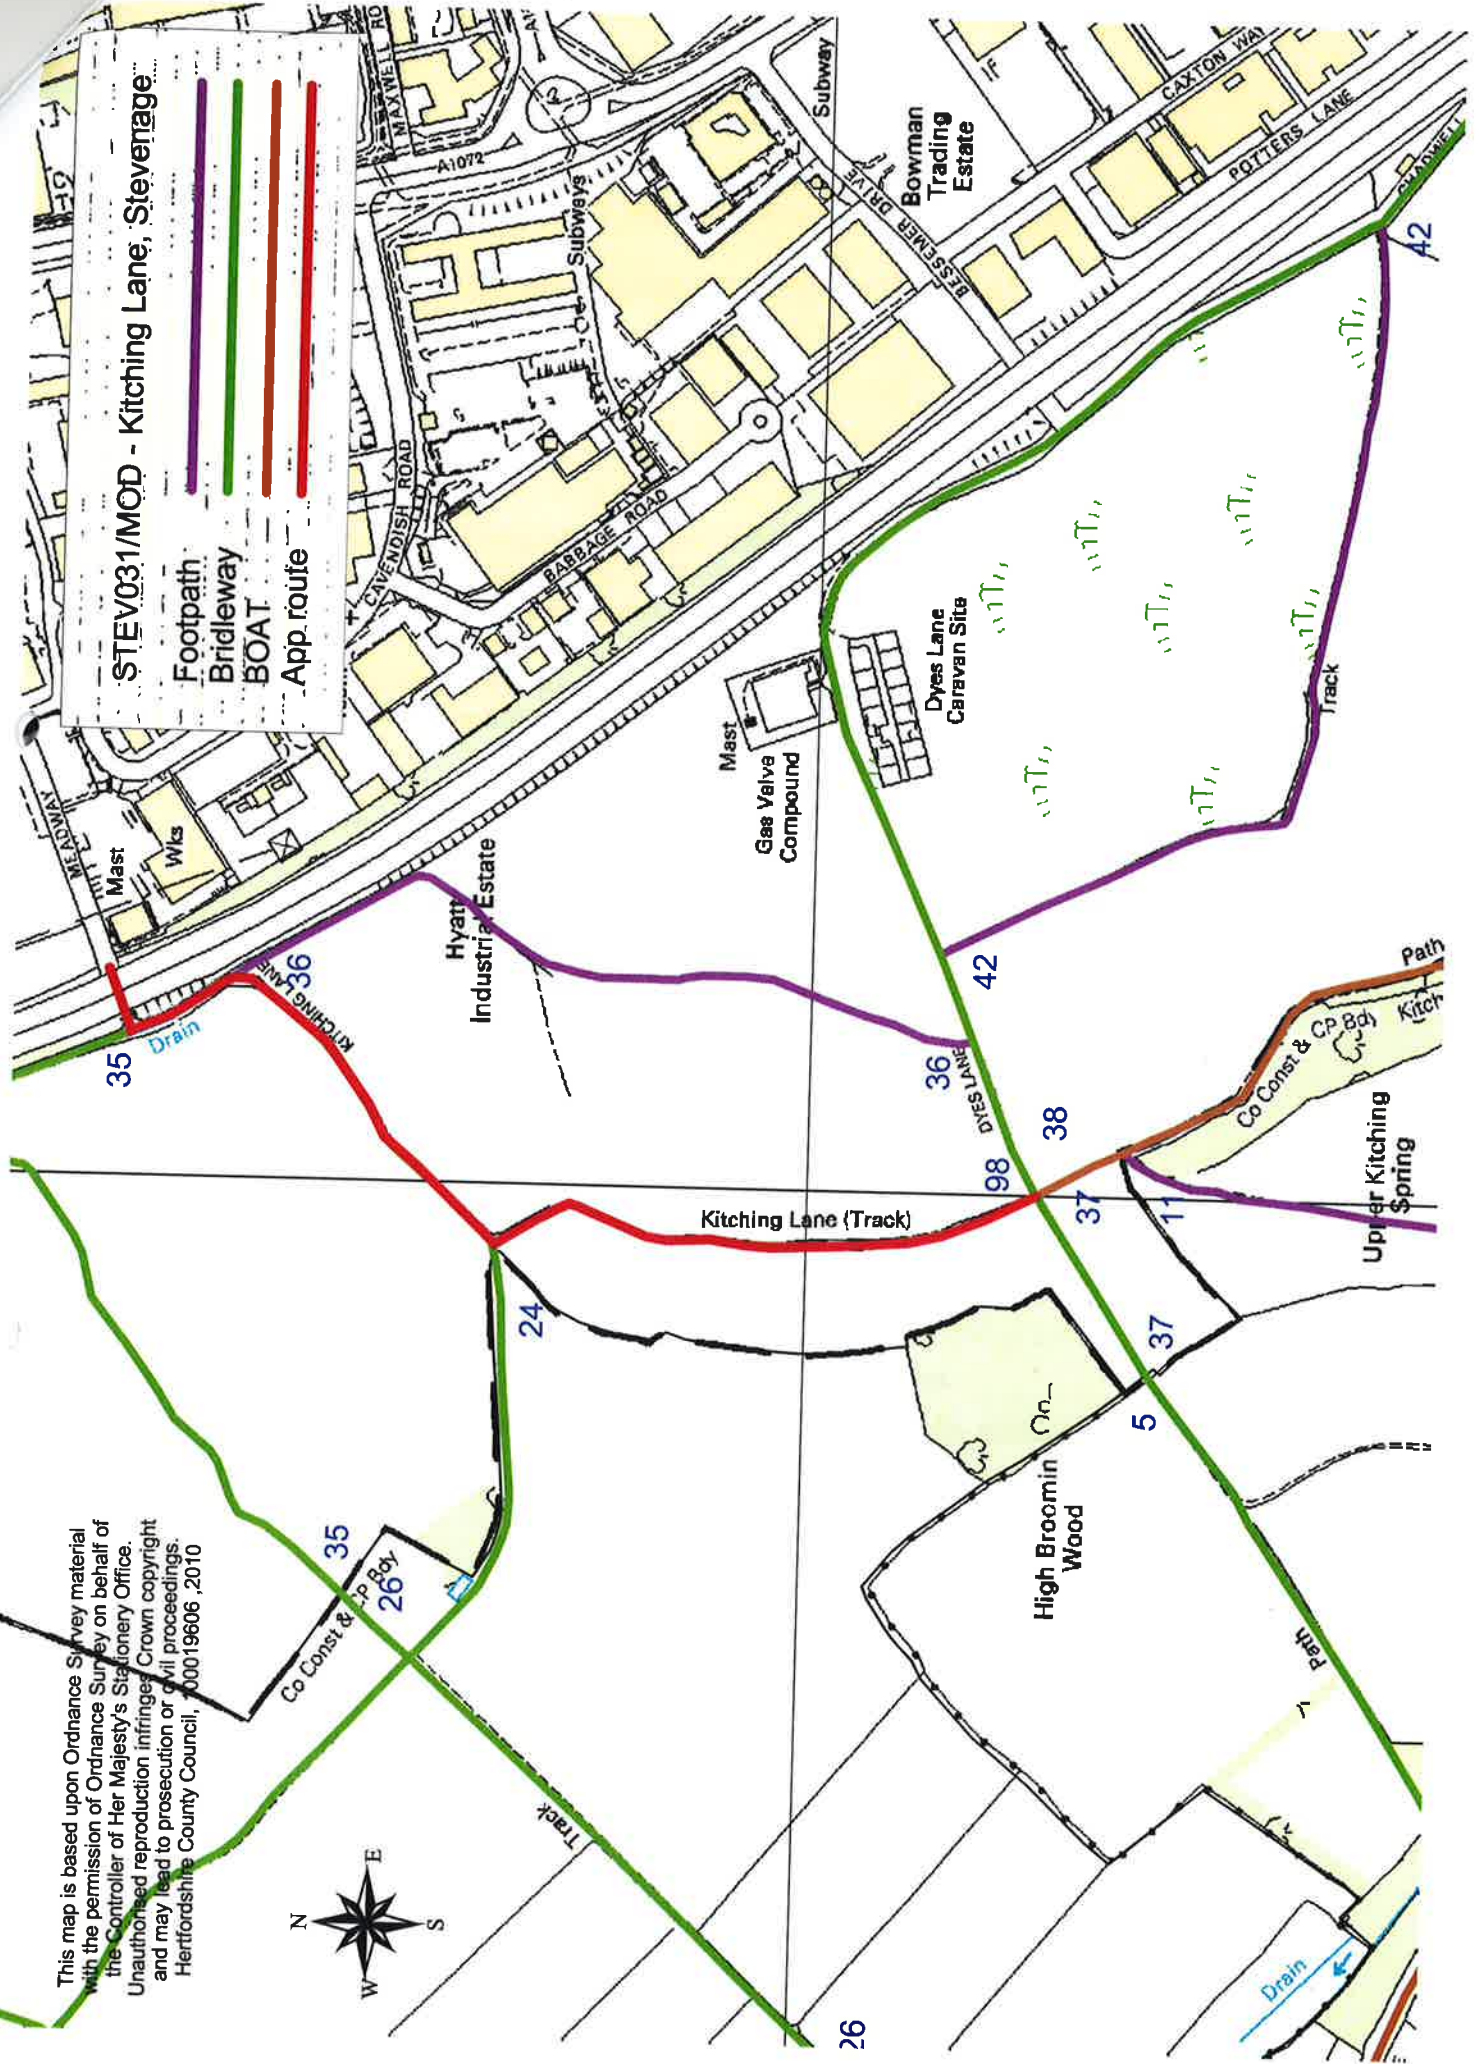 STEV031/MOD - Kitching Lane, Stevenage
Footpath
Bridleway
BOAT
App route
This map is based upon Ordnance Survey material
with the permission of Ordnance Survey on behalf of
the Controller of Her Majesty's Stationery Office.
Unauthorised reproduction infringes Crown copyright
and may lead to prosecution or civil proceedings.
Hertfordshire County Council, 100019606 ,2010
N
W
E
S
MAXWELL RO
A1072
Subway
Subways
CAVENDISH ROAD
BABBAGE ROAD
BESSEMER DRIVE
Bowman
Trading
Estate
CAXTON WAY
POTTERS LANE
CHADWELL
42
MEADWAY
Mast
Wks
35
Drain
KITCHING LANE
36
KITCHING LANE
Hyatt
Industrial Estate
Mast
Gas Valve
Compound
Dyes Lane
Caravan Site
Track
42
36
DYES LANE
98
38
37
11
Kitching Lane (Track)
Co Const & CP Bdy
Path
Kitch
Upper Kitching
Spring
24
37
5
High Broomin
Wood
35
26
Co Const & CP Bdy
Track
26
Path
Drain